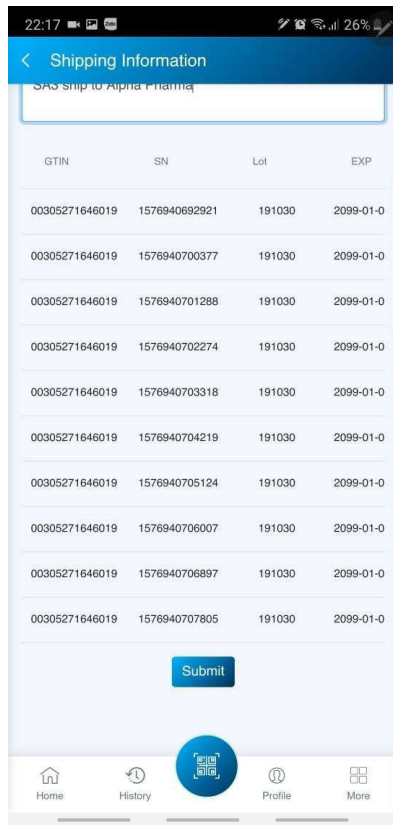 22:17 26%
Shipping Information
SA3 ship to Alpha Pharma
GTIN SN Lot EXP
00305271646019 1576940692921 191030 2099-01-0
00305271646019 1576940700377 191030 2099-01-0
00305271646019 1576940701288 191030 2099-01-0
00305271646019 1576940702274 191030 2099-01-0
00305271646019 1576940703318 191030 2099-01-0
00305271646019 1576940704219 191030 2099-01-0
00305271646019 1576940705124 191030 2099-01-0
00305271646019 1576940706007 191030 2099-01-0
00305271646019 1576940706897 191030 2099-01-0
00305271646019 1576940707805 191030 2099-01-0
Submit
Home History Profile More